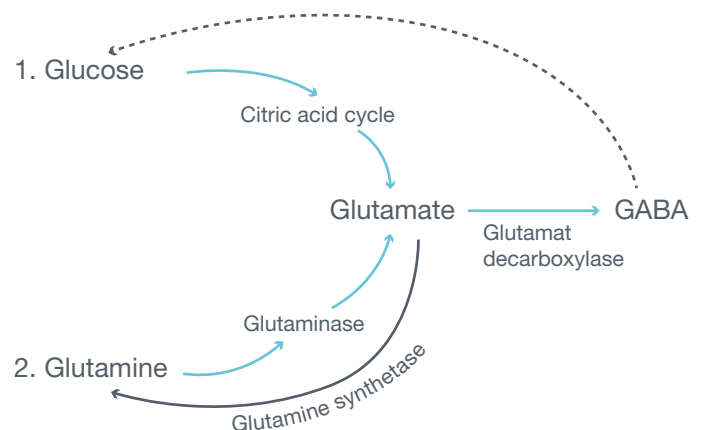 1. Glucose
Citric acid cycle
Glutamate
GABA
Glutamat
decarboxylase
Glutaminase
2. Glutamine
Glutamine synthetase